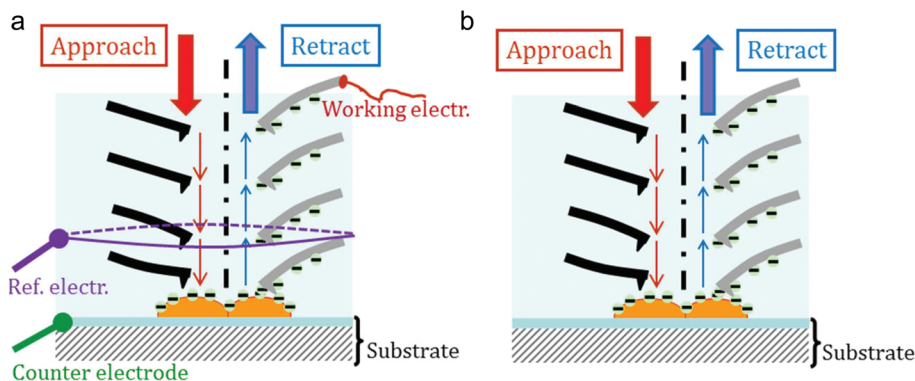 a
Approach
Retract
Working electr.
Ref. electr.
Substrate
Counter electrode
b
Approach
Retract
Substrate